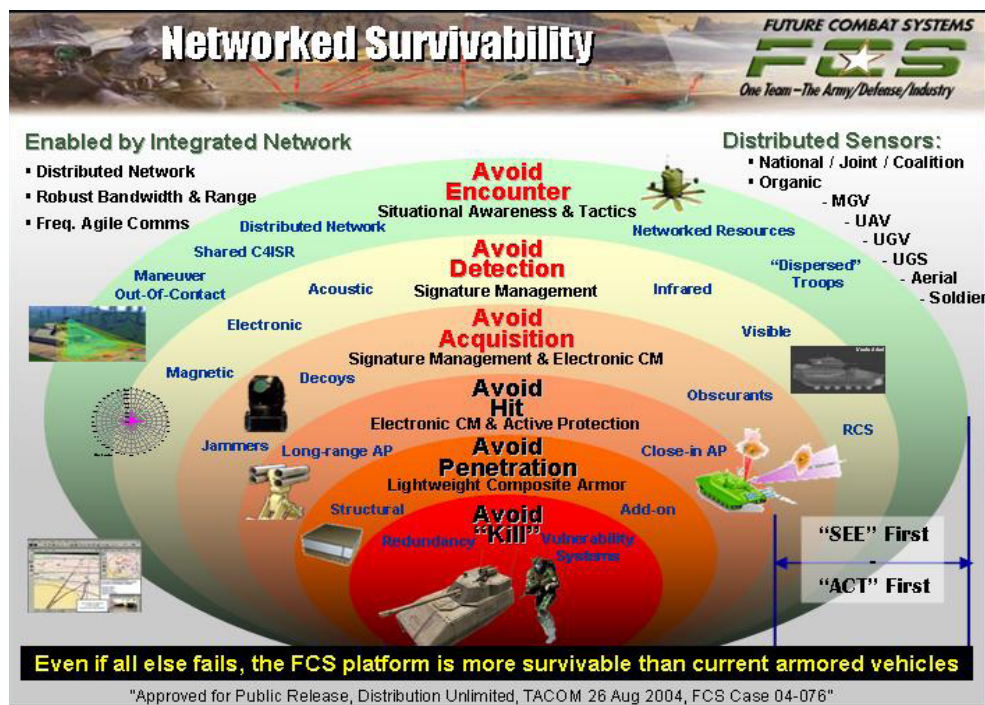 Networked Survivability
FUTURE COMBAT SYSTEMS
FCS
One Team–The Army/Defense/Industry
Enabled by Integrated Network
▪ Distributed Network
▪ Robust Bandwidth & Range
▪ Freq. Agile Comms
Distributed Sensors:
▪ National / Joint / Coalition
▪ Organic
- MGV
- UAV
- UGV
- UGS
- Aerial
- Soldier
Avoid
Encounter
Situational Awareness & Tactics
Distributed Network
Networked Resources
Shared C4ISR
Maneuver
Out-Of-Contact
“Dispersed”
Troops
Avoid
Detection
Signature Management
Acoustic
Infrared
Electronic
Visible
Magnetic
RCS
Avoid
Acquisition
Signature Management & Electronic CM
Decoys
Obscurants
Jammers
Avoid
Hit
Electronic CM & Active Protection
Long-range AP
Close-in AP
Avoid
Penetration
Lightweight Composite Armor
Structural
Add-on
Avoid
“Kill”
Redundancy
Vulnerability
Systems
“SEE” First
-
“ACT” First
Even if all else fails, the FCS platform is more survivable than current armored vehicles
"Approved for Public Release, Distribution Unlimited, TACOM 26 Aug 2004, FCS Case 04-076"